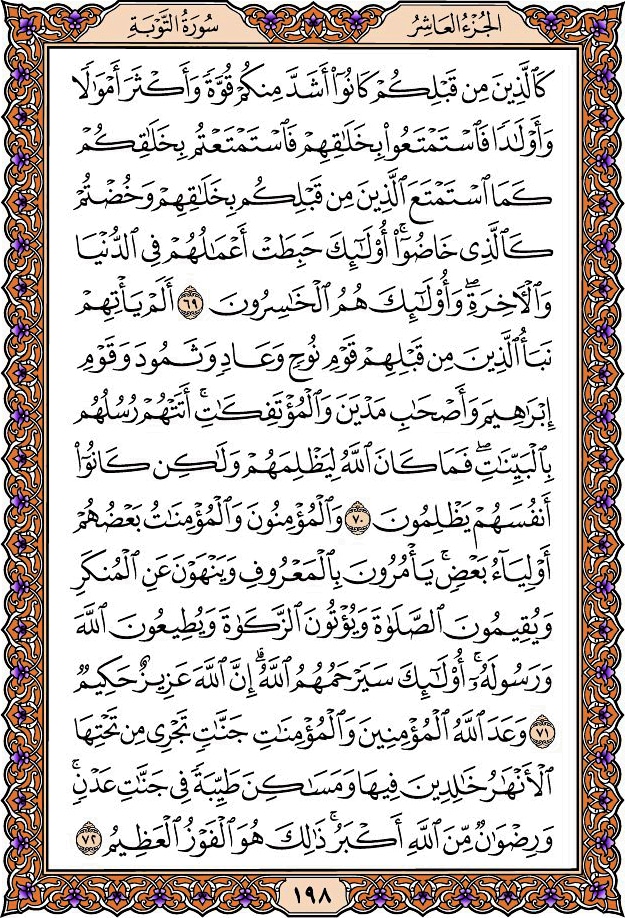 الجُزْءُ العَاشِرُ سُورَةُ التَّوْبَةِ
كَٱلَّذِينَ مِن قَبْلِكُمْ كَانُوٓا۟ أَشَدَّ مِنكُمْ قُوَّةً وَأَكْثَرَ أَمْوَٰلًا
وَأَوْلَـٰدًا فَٱسْتَمْتَعُوا۟ بِخَلَـٰقِهِمْ فَٱسْتَمْتَعْتُم بِخَلَـٰقِكُمْ
كَمَا ٱسْتَمْتَعَ ٱلَّذِينَ مِن قَبْلِكُم بِخَلَـٰقِهِمْ وَخُضْتُمْ
كَٱلَّذِى خَاضُوٓا۟ۚ أُو۟لَـٰٓئِكَ حَبِطَتْ أَعْمَـٰلُهُمْ فِى ٱلدُّنْيَا
وَٱلْـَٔاخِرَةِۖ وَأُو۟لَـٰٓئِكَ هُمُ ٱلْخَـٰسِرُونَ ٦٩ أَلَمْ يَأْتِهِمْ
نَبَأُ ٱلَّذِينَ مِن قَبْلِهِمْ قَوْمِ نُوحٍ وَعَادٍ وَثَمُودَ وَقَوْمِ
إِبْرَٰهِيمَ وَأَصْحَـٰبِ مَدْيَنَ وَٱلْمُؤْتَفِكَـٰتِۚ أَتَتْهُمْ رُسُلُهُم
بِٱلْبَيِّنَـٰتِۖ فَمَا كَانَ ٱللَّهُ لِيَظْلِمَهُمْ وَلَـٰكِن كَانُوٓا۟
أَنفُسَهُمْ يَظْلِمُونَ ٧٠ وَٱلْمُؤْمِنُونَ وَٱلْمُؤْمِنَـٰتُ بَعْضُهُمْ
أَوْلِيَآءُ بَعْضٍۚ يَأْمُرُونَ بِٱلْمَعْرُوفِ وَيَنْهَوْنَ عَنِ ٱلْمُنكَرِ
وَيُقِيمُونَ ٱلصَّلَوٰةَ وَيُؤْتُونَ ٱلزَّكَوٰةَ وَيُطِيعُونَ ٱللَّهَ
وَرَسُولَهُۥٓۚ أُو۟لَـٰٓئِكَ سَيَرْحَمُهُمُ ٱللَّهُۗ إِنَّ ٱللَّهَ عَزِيزٌ حَكِيمٌ
٧١ وَعَدَ ٱللَّهُ ٱلْمُؤْمِنِينَ وَٱلْمُؤْمِنَـٰتِ جَنَّـٰتٍ تَجْرِى مِن تَحْتِهَا
ٱلْأَنْهَـٰرُ خَـٰلِدِينَ فِيهَا وَمَسَـٰكِنَ طَيِّبَةً فِى جَنَّـٰتِ عَدْنٍۚ
وَرِضْوَٰنٌ مِّنَ ٱللَّهِ أَكْبَرُۚ ذَٰلِكَ هُوَ ٱلْفَوْزُ ٱلْعَظِيمُ ٧٢
١٩٨